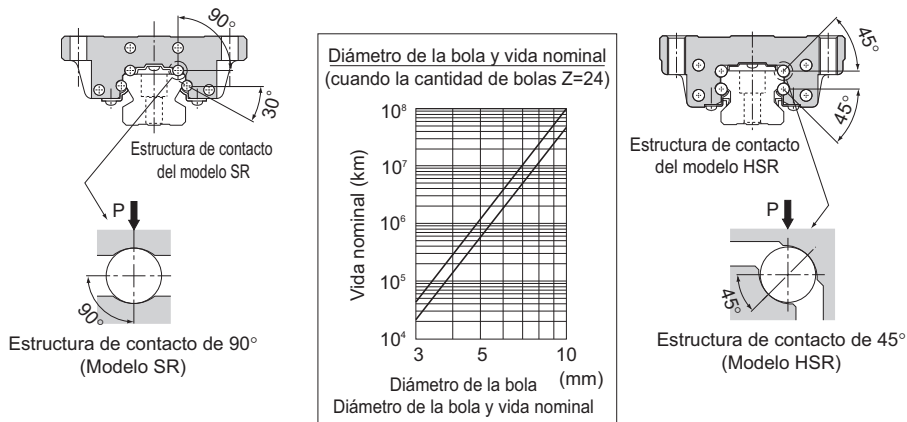 90°
30°
Estructura de contacto
del modelo SR
P
90°
Estructura de contacto de 90°
(Modelo SR)
Diámetro de la bola y vida nominal
(cuando la cantidad de bolas Z=24)
Vida nominal (km)
10⁸
10⁷
10⁶
10⁵
10⁴
3 5 10
Diámetro de la bola (mm)
Diámetro de la bola y vida nominal
45°
45°
Estructura de contacto
del modelo HSR
P
45°
Estructura de contacto de 45°
(Modelo HSR)